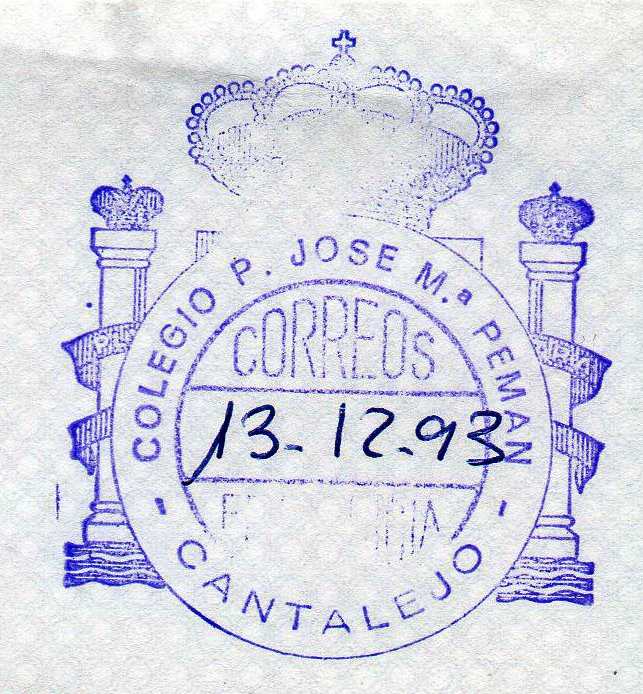 COLEGIO P. JOSE M.ª PEMAN
CORREOS
13-12-93
- CANTALEJO -